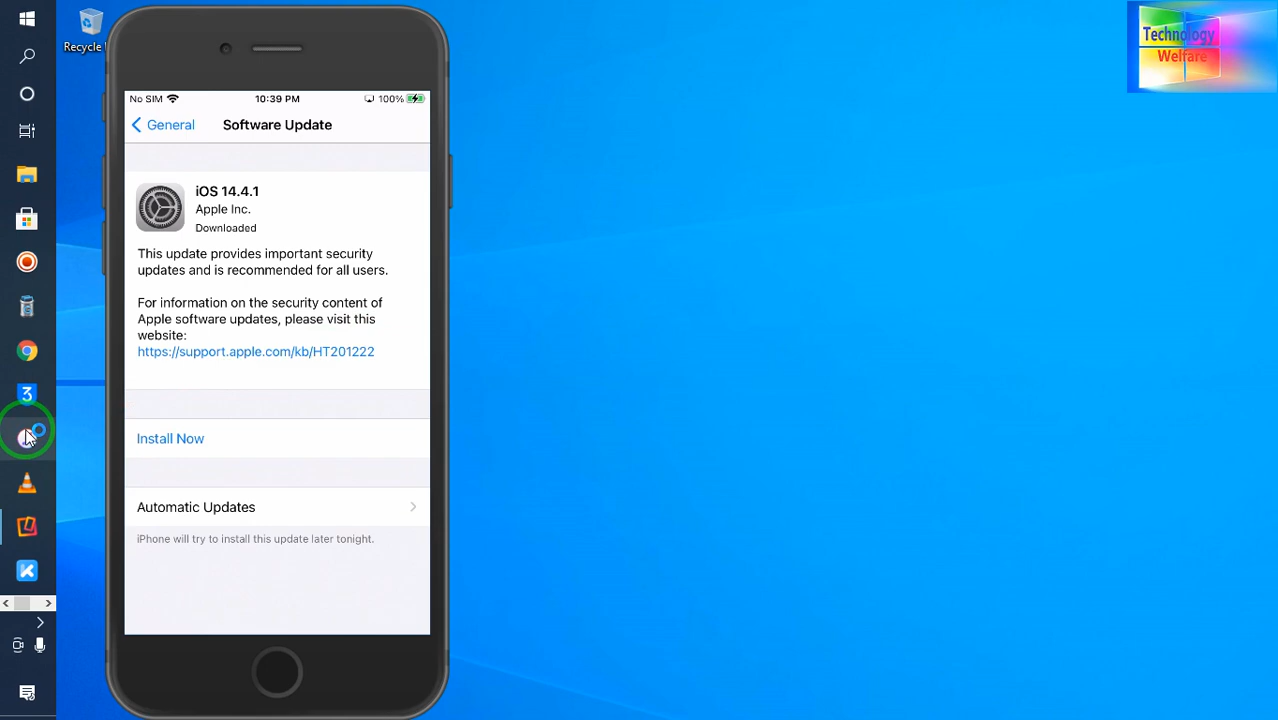 Recycle
Technology
Welfare
No SIM 10:39 PM 100%
General Software Update
iOS 14.4.1
Apple Inc.
Downloaded
This update provides important security
updates and is recommended for all users.
For information on the security content of
Apple software updates, please visit this
website:
https://support.apple.com/kb/HT201222
3
Install Now
Automatic Updates
iPhone will try to install this update later tonight.
K